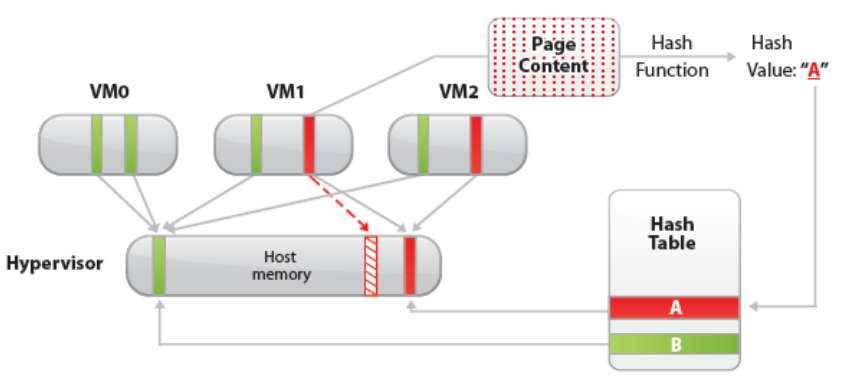 Page
Content
Hash
Function
Hash
Value: "A"
VM0
VM1
VM2
Hash
Table
Hypervisor
Host
memory
A
B